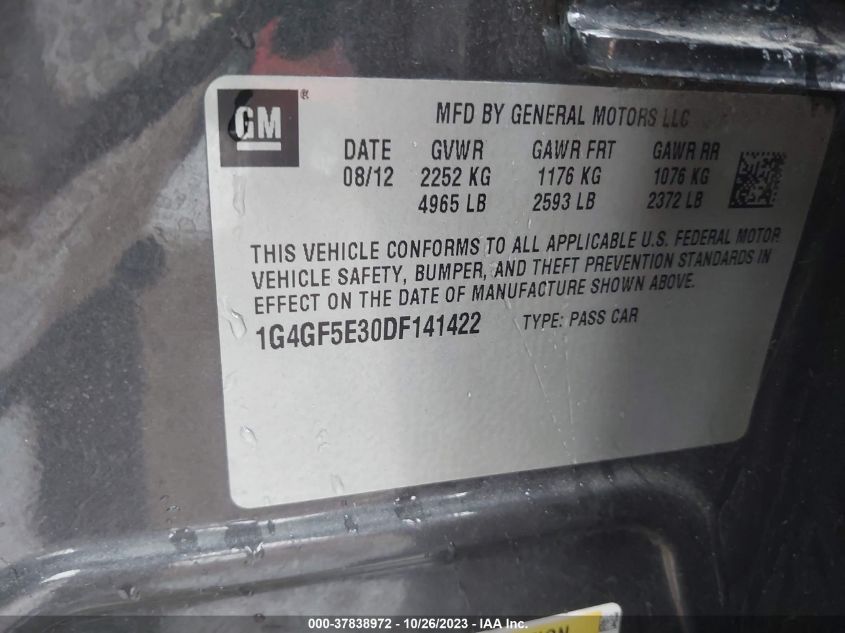 GM ®
MFD BY GENERAL MOTORS LLC
DATE GVWR GAWR FRT GAWR RR
08/12 2252 KG 1176 KG 1076 KG
4965 LB 2593 LB 2372 LB
THIS VEHICLE CONFORMS TO ALL APPLICABLE U.S. FEDERAL MOTOR
VEHICLE SAFETY, BUMPER, AND THEFT PREVENTION STANDARDS IN
EFFECT ON THE DATE OF MANUFACTURE SHOWN ABOVE.
1G4GF5E30DF141422 TYPE: PASS CAR
000-37838972 - 10/26/2023 - IAA Inc.